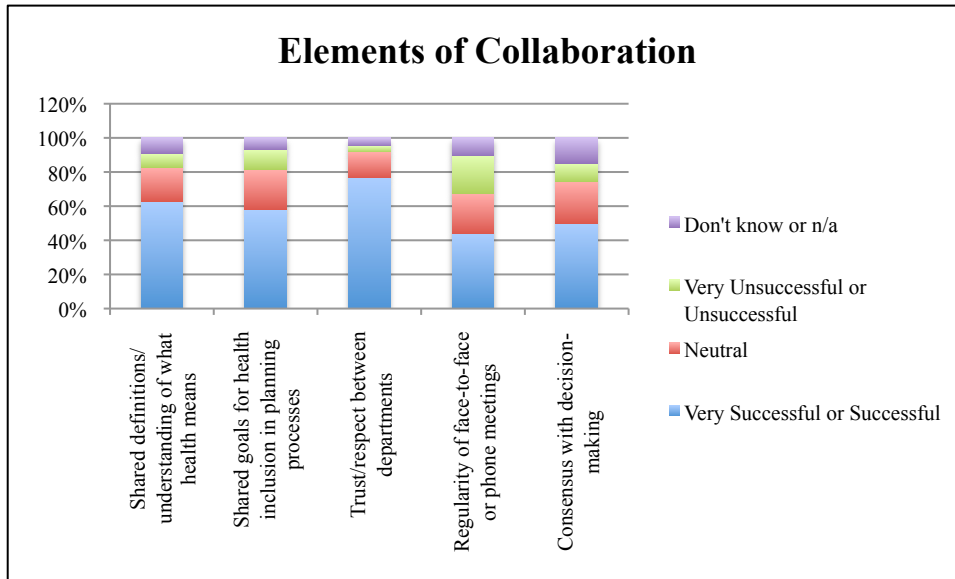 Elements of Collaboration
120%
100%
80%
60%
40%
20%
0%
Shared definitions/
understanding of what
health means
Shared goals for health
inclusion in planning
processes
Trust/respect between
departments
Regularity of face-to-face
or phone meetings
Consensus with decision-
making
Don't know or n/a
Very Unsuccessful or
Unsuccessful
Neutral
Very Successful or Successful